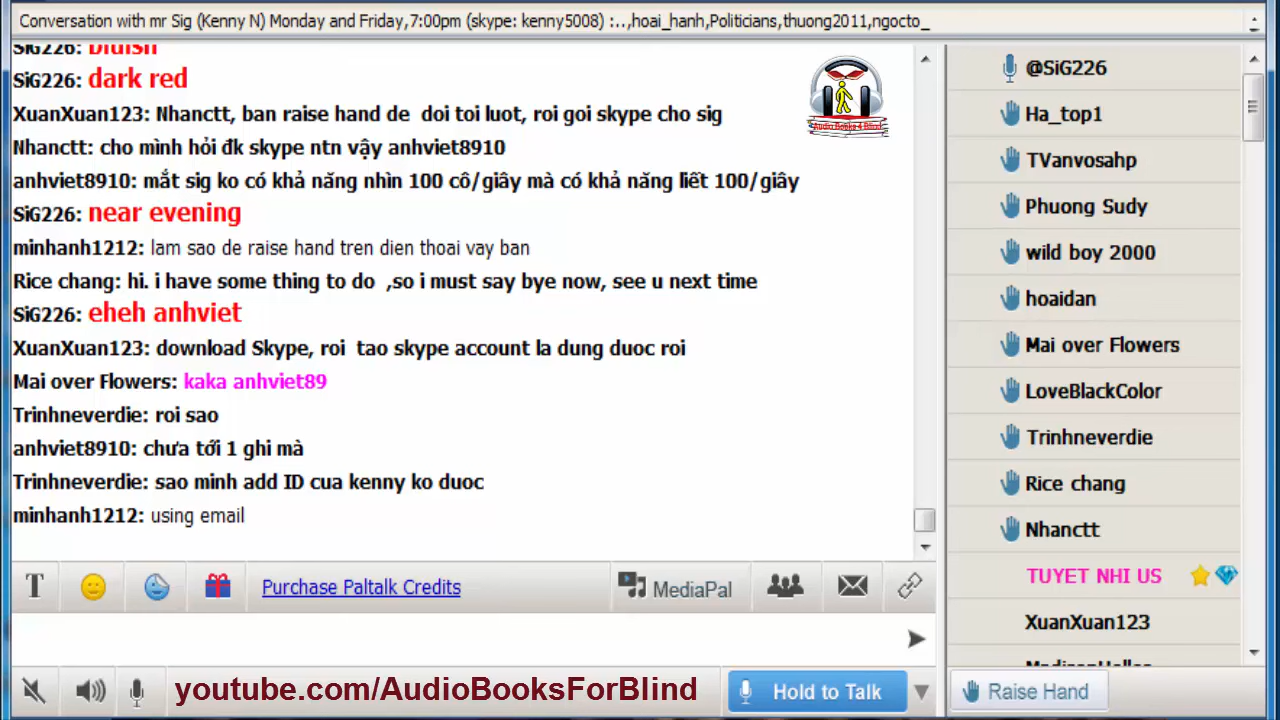 Conversation with mr Sig (Kenny N) Monday and Friday,7:00pm (skype: kenny5008) :..,hoai_hanh,Politicians,thuong2011,ngocto_
SiG226: bluish
SiG226: dark red
XuanXuan123: Nhanctt, ban raise hand de  doi toi luot, roi goi skype cho sig
Nhanctt: cho mình hỏi đk skype ntn vậy anhviet8910
anhviet8910: mắt sig ko có khả năng nhìn 100 cô/giây mà có khả năng liết 100/giây
SiG226: near evening
minhanh1212: lam sao de raise hand tren dien thoai vay ban
Rice chang: hi. i have some thing to do  ,so i must say bye now, see u next time
SiG226: eheh anhviet
XuanXuan123: download Skype, roi  tao skype account la dung duoc roi
Mai over Flowers: kaka anhviet89
Trinhneverdie: roi sao
anhviet8910: chưa tới 1 ghi mà
Trinhneverdie: sao minh add ID cua kenny ko duoc
minhanh1212: using email
Audio Books 4 Blind
T
Purchase Paltalk Credits
MediaPal
youtube.com/AudioBooksForBlind
Hold to Talk
@SiG226
Ha_top1
TVanvosahp
Phuong Sudy
wild boy 2000
hoaidan
Mai over Flowers
LoveBlackColor
Trinhneverdie
Rice chang
Nhanctt
TUYET NHI US
XuanXuan123
Raise Hand